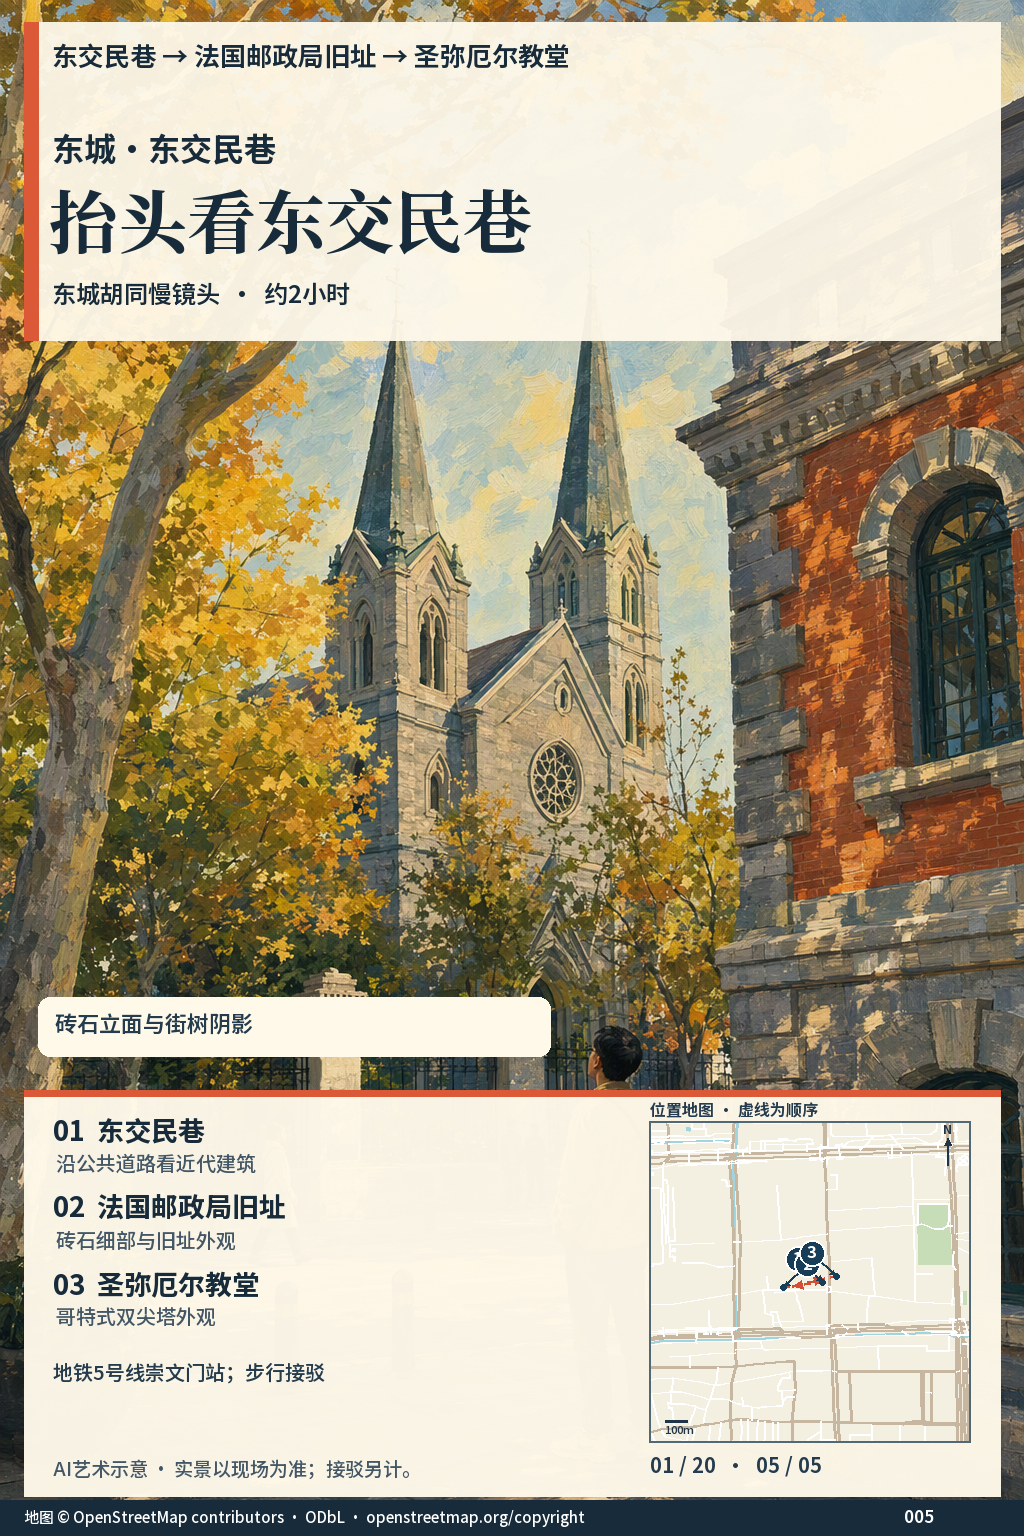 东交民巷 → 法国邮政局旧址 → 圣弥厄尔教堂
东城·东交民巷
抬头看东交民巷
东城胡同慢镜头 · 约2小时
砖石立面与街树阴影
01 东交民巷
沿公共道路看近代建筑
02 法国邮政局旧址
砖石细部与旧址外观
03 圣弥厄尔教堂
哥特式双尖塔外观
地铁5号线崇文门站；步行接驳
AI艺术示意 · 实景以现场为准；接驳另计。
位置地图 · 虚线为顺序
N
3
100m
01 / 20 · 05 / 05
地图 © OpenStreetMap contributors · ODbL · openstreetmap.org/copyright
005